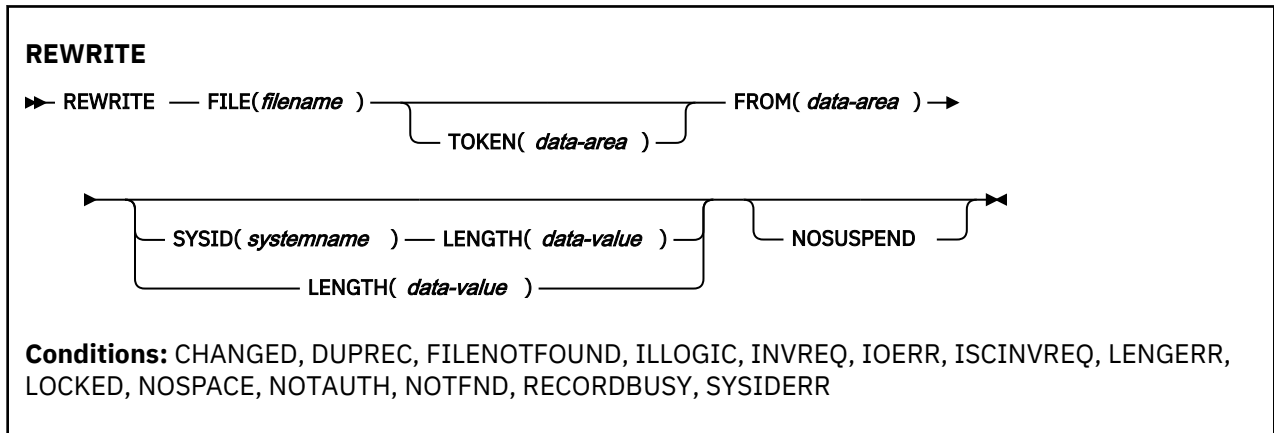 REWRITE
REWRITE FILE(filename ) FROM( data-area )
TOKEN( data-area )
SYSID( systemname ) LENGTH( data-value ) NOSUSPEND
LENGTH( data-value )
Conditions: CHANGED, DUPREC, FILENOTFOUND, ILLOGIC, INVREQ, IOERR, ISCINVREQ, LENGERR,
LOCKED, NOSPACE, NOTAUTH, NOTFND, RECORDBUSY, SYSIDERR